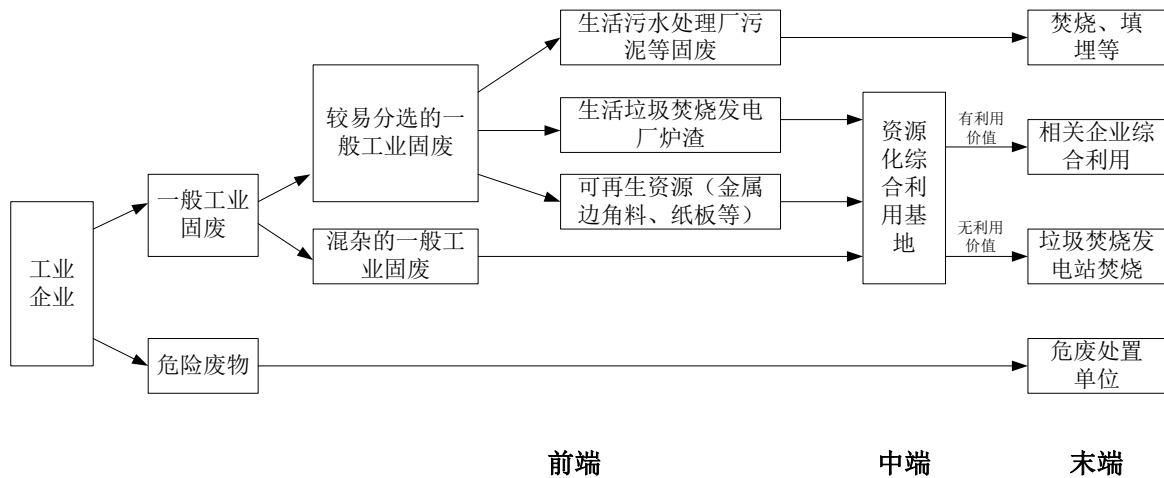 生活污水处理厂污
泥等固废
焚烧、填
埋等
较易分选的一
般工业固废
生活垃圾焚烧发电
厂炉渣
资源
化综
合利
用基
地
有利用
价值
相关企业综
合利用
一般工业
固废
可再生资源（金属
边角料、纸板等）
混杂的一般工
业固废
无利用
价值
垃圾焚烧发
电站焚烧
工业
企业
危险废物
危废处置
单位
前端
中端
末端